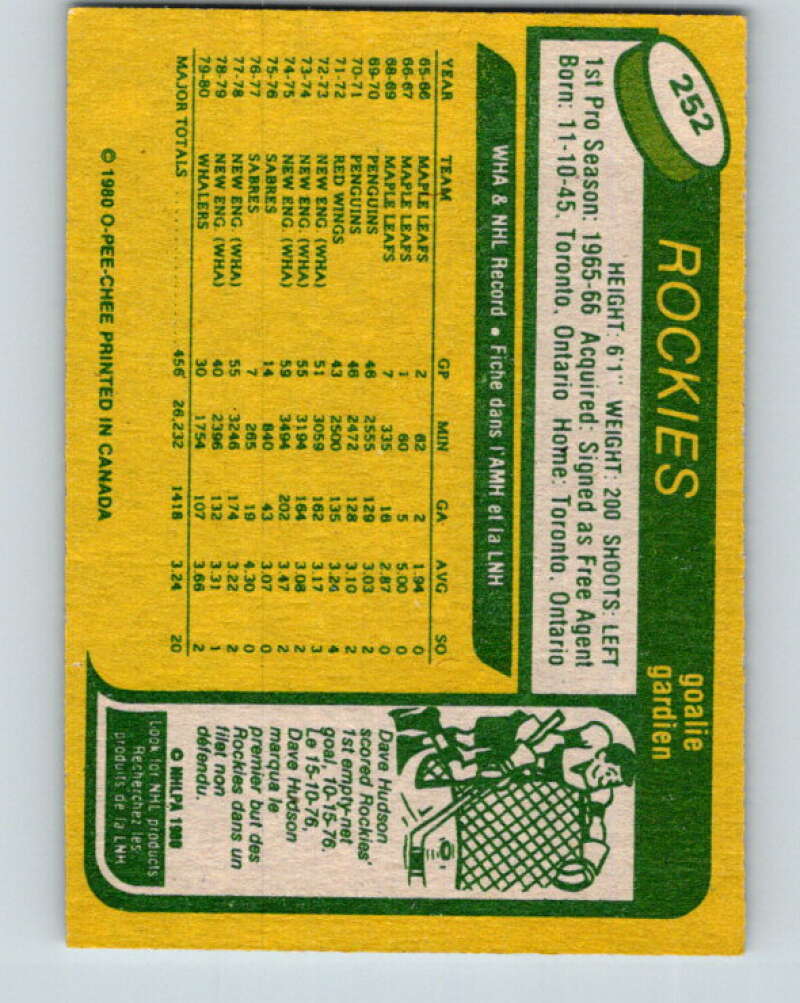 252
ROCKIES
goalie
gardien
HEIGHT: 6'1" WEIGHT: 200 SHOOTS: LEFT
1st Pro Season: 1965-66 Acquired: Signed as Free Agent
Born: 11-10-45, Toronto, Ontario Home: Toronto, Ontario
WHA & NHL Record • Fiche dans l'AMH et la LNH
YEAR TEAM GP MIN GA AVG SO
65-66 MAPLE LEAFS 2 62 2 1.94 0
66-67 MAPLE LEAFS 1 60 5 5.00 0
68-69 MAPLE LEAFS 7 335 16 2.87 0
69-70 PENGUINS 46 2555 129 3.03 2
70-71 PENGUINS 46 2472 128 3.10 2
71-72 RED WINGS 43 2500 135 3.24 4
72-73 NEW ENG. (WHA) 51 3059 162 3.17 3
73-74 NEW ENG. (WHA) 55 3194 164 3.08 2
74-75 NEW ENG. (WHA) 59 3494 202 3.47 2
75-76 SABRES 14 840 43 3.07 0
76-77 SABRES 7 265 19 4.30 0
77-78 NEW ENG. (WHA) 55 3246 174 3.22 2
78-79 NEW ENG. (WHA) 40 2396 132 3.31 1
79-80 WHALERS 30 1754 107 3.66 2
MAJOR TOTALS 456 26,232 1418 3.24 20
© 1980 O-PEE-CHEE PRINTED IN CANADA
Dave Hudson
scored Rockies'
1st empty-net
goal, 10-15-76.
Le 15-10-76,
Dave Hudson
marqua le
premier but des
Rockies dans un
filet non
défendu.
© NHLPA 1980
Look for NHL products
Recherchez les
produits de la LNH